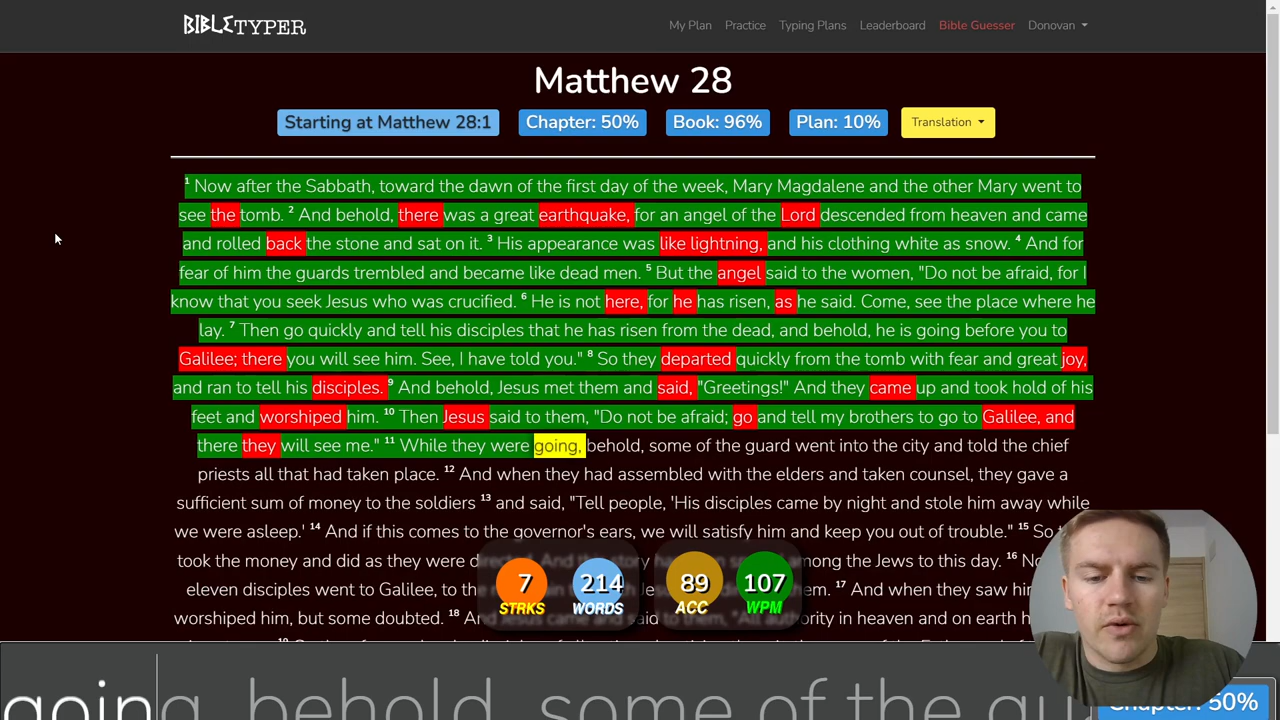 BIBLETYPER
My Plan Practice Typing Plans Leaderboard Bible Guesser Donovan
Matthew 28
Starting at Matthew 28:1 Chapter: 50% Book: 96% Plan: 10% Translation
1 Now after the Sabbath, toward the dawn of the first day of the week, Mary Magdalene and the other Mary went to
see the tomb. 2 And behold, there was a great earthquake, for an angel of the Lord descended from heaven and came
and rolled back the stone and sat on it. 3 His appearance was like lightning, and his clothing white as snow. 4 And for
fear of him the guards trembled and became like dead men. 5 But the angel said to the women, "Do not be afraid, for I
know that you seek Jesus who was crucified. 6 He is not here, for he has risen, as he said. Come, see the place where he
lay. 7 Then go quickly and tell his disciples that he has risen from the dead, and behold, he is going before you to
Galilee; there you will see him. See, I have told you." 8 So they departed quickly from the tomb with fear and great joy,
and ran to tell his disciples. 9 And behold, Jesus met them and said, "Greetings!" And they came up and took hold of his
feet and worshiped him. 10 Then Jesus said to them, "Do not be afraid; go and tell my brothers to go to Galilee, and
there they will see me." 11 While they were going, behold, some of the guard went into the city and told the chief
priests all that had taken place. 12 And when they had assembled with the elders and taken counsel, they gave a
sufficient sum of money to the soldiers 13 and said, "Tell people, 'His disciples came by night and stole him away while
we were asleep.' 14 And if this comes to the governor's ears, we will satisfy him and keep you out of trouble." 15 So
took the money and did as they were among the Jews to this day. 16
eleven disciples went to Galilee, to the 17 And when they saw him
worshiped him, but some doubted. 18 in heaven and on earth
7 214 89 107
STRKS WORDS ACC WPM
going, behold, some of the gu
Chapter: 50%